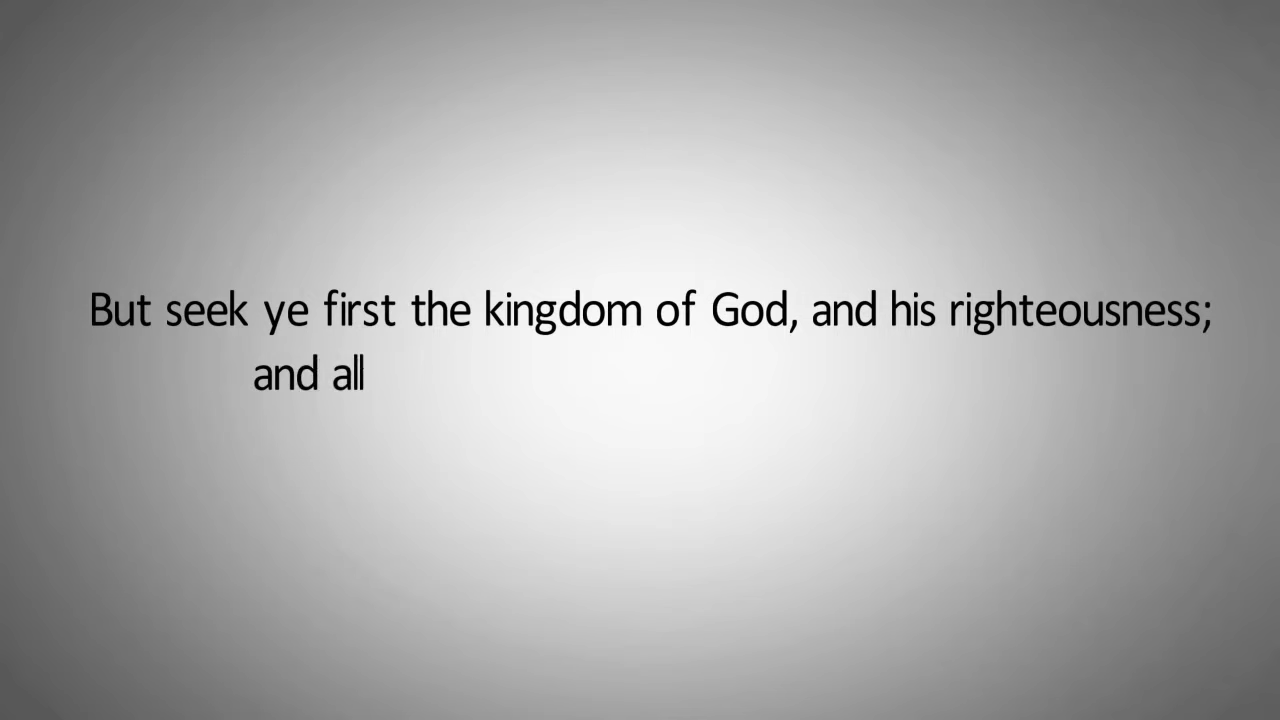 But seek ye first the kingdom of God, and his righteousness;
and all